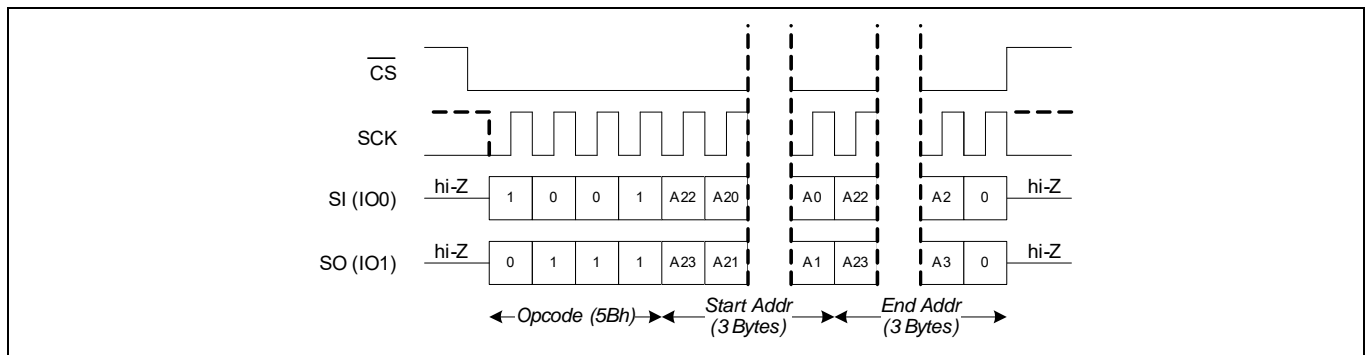 CS
SCK
SI (IO0) hi-Z 1 0 0 1 A22 A20 A0 A22 A2 0 hi-Z
SO (IO1) hi-Z 0 1 1 1 A23 A21 A1 A23 A3 0 hi-Z
Opcode (5Bh) Start Addr End Addr
(3 Bytes) (3 Bytes)